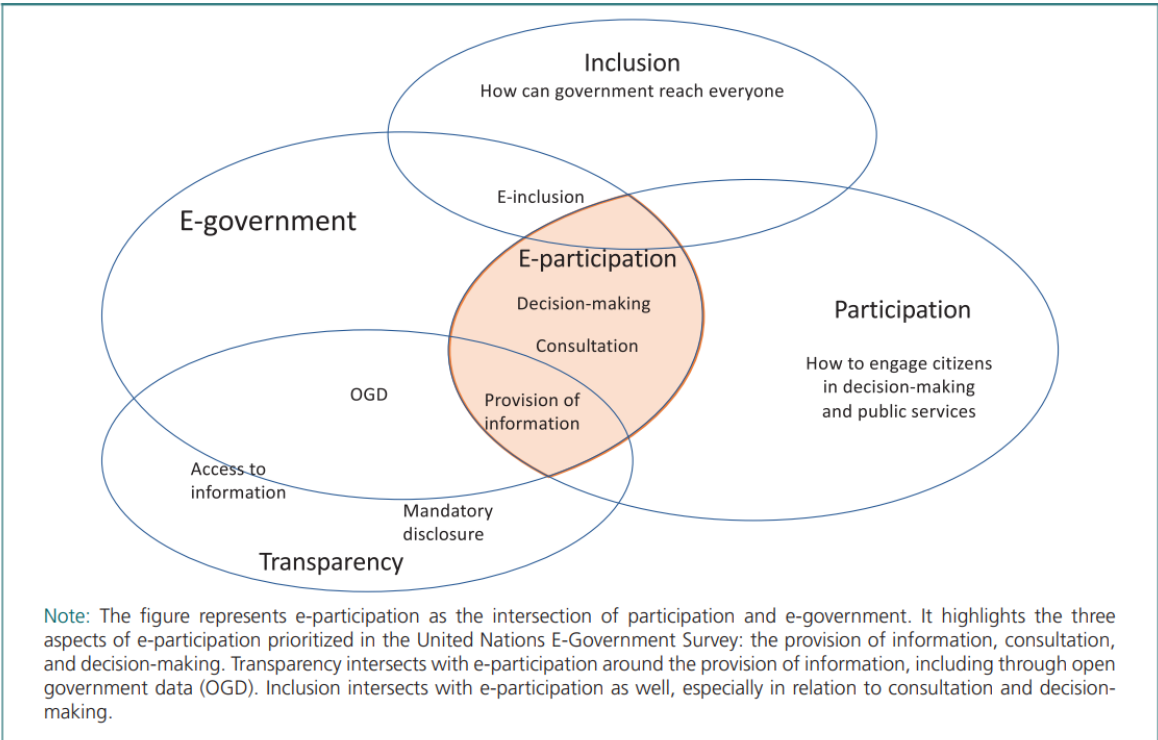 Inclusion
How can government reach everyone
E-inclusion
E-government
E-participation
Decision-making
Consultation
Provision of
information
Participation
How to engage citizens
in decision-making
and public services
OGD
Access to
information
Mandatory
disclosure
Transparency
Note: The figure represents e-participation as the intersection of participation and e-government. It highlights the three
aspects of e-participation prioritized in the United Nations E-Government Survey: the provision of information, consultation,
and decision-making. Transparency intersects with e-participation around the provision of information, including through open
government data (OGD). Inclusion intersects with e-participation as well, especially in relation to consultation and decision-
making.